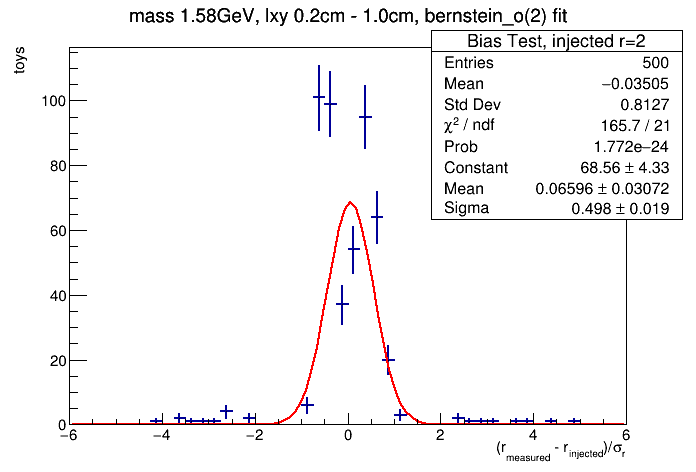 mass 1.58GeV, lxy 0.2cm - 1.0cm, bernstein_o(2) fit
Bias Test, injected r=2
Entries 500
Mean −0.03505
Std Dev 0.8127
χ² / ndf 165.7 / 21
Prob 1.772e−24
Constant 68.56 ± 4.33
Mean 0.06596 ± 0.03072
Sigma 0.498 ± 0.019
toys
100
80
60
40
20
0
−6 −4 −2 0 2 4 6
(r_measured - r_injected)/σ_r